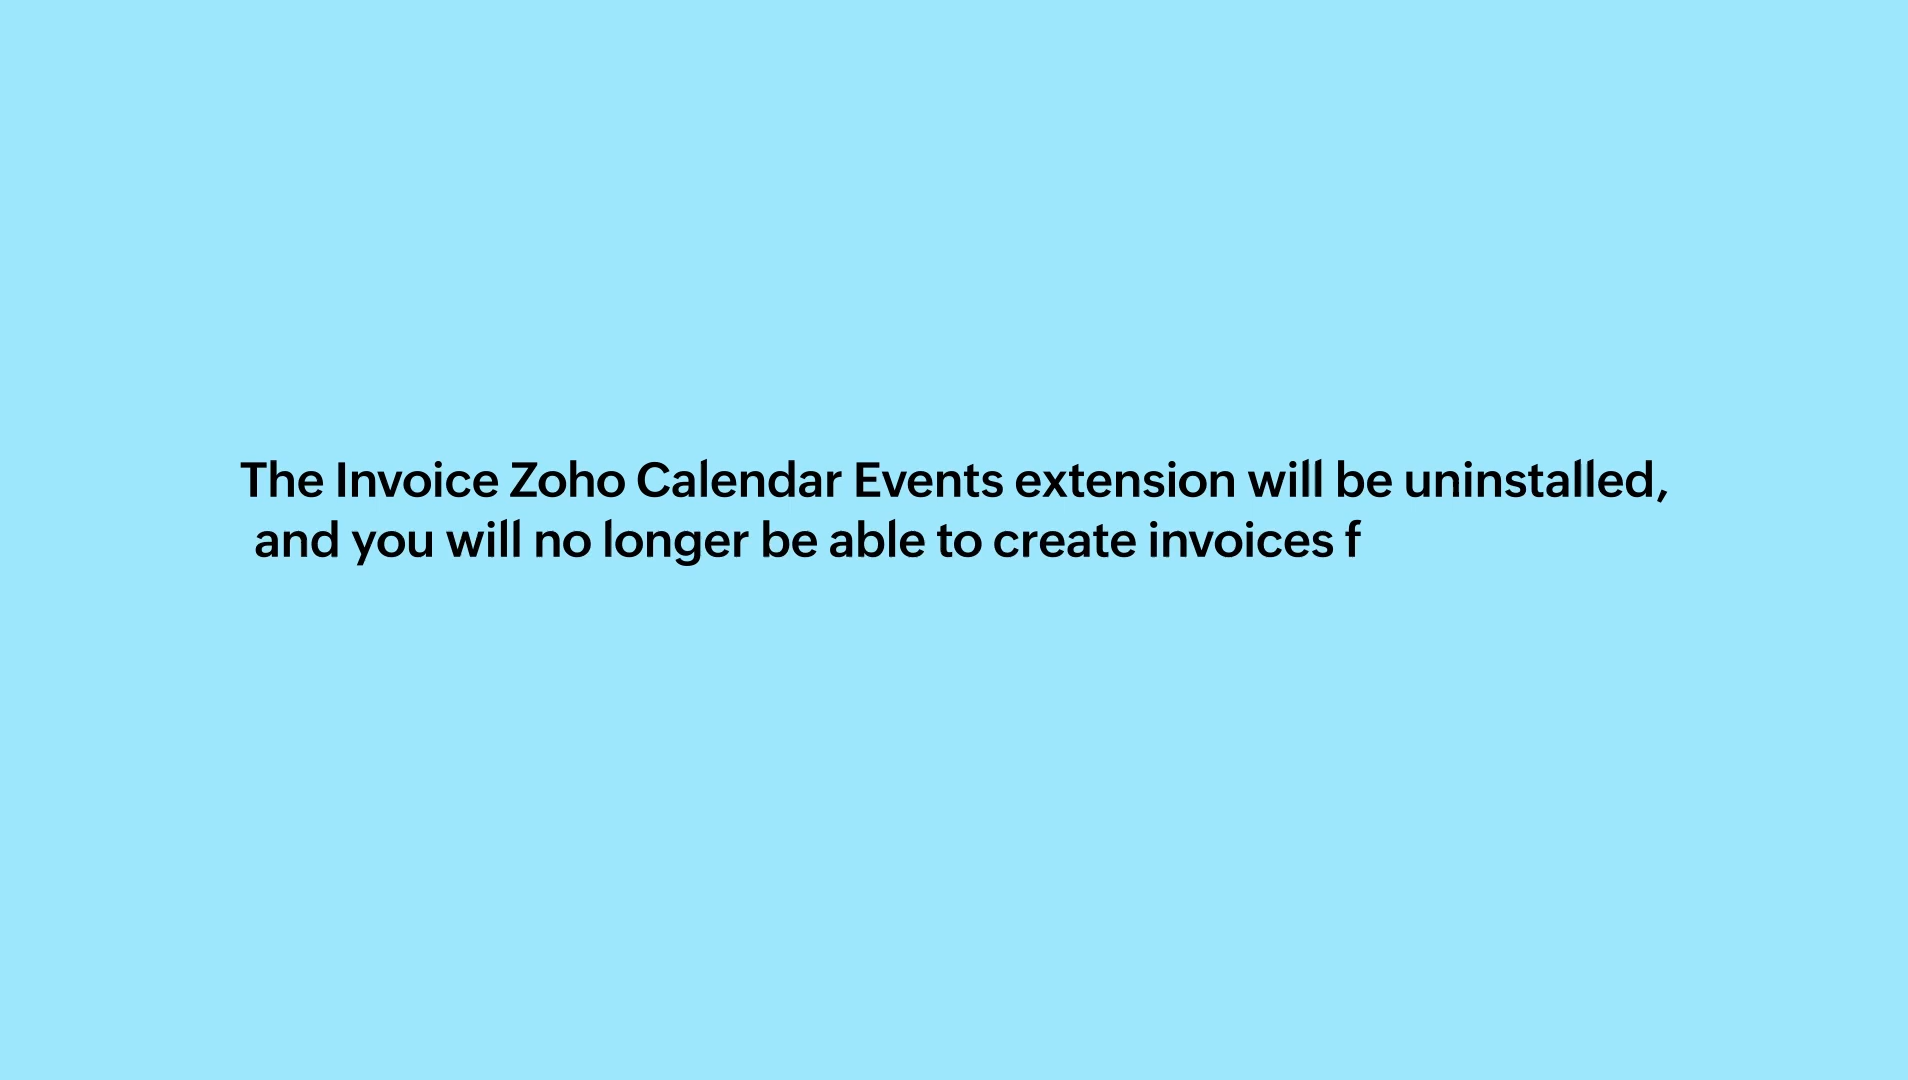 The Invoice Zoho Calendar Events extension will be uninstalled,
and you will no longer be able to create invoices f